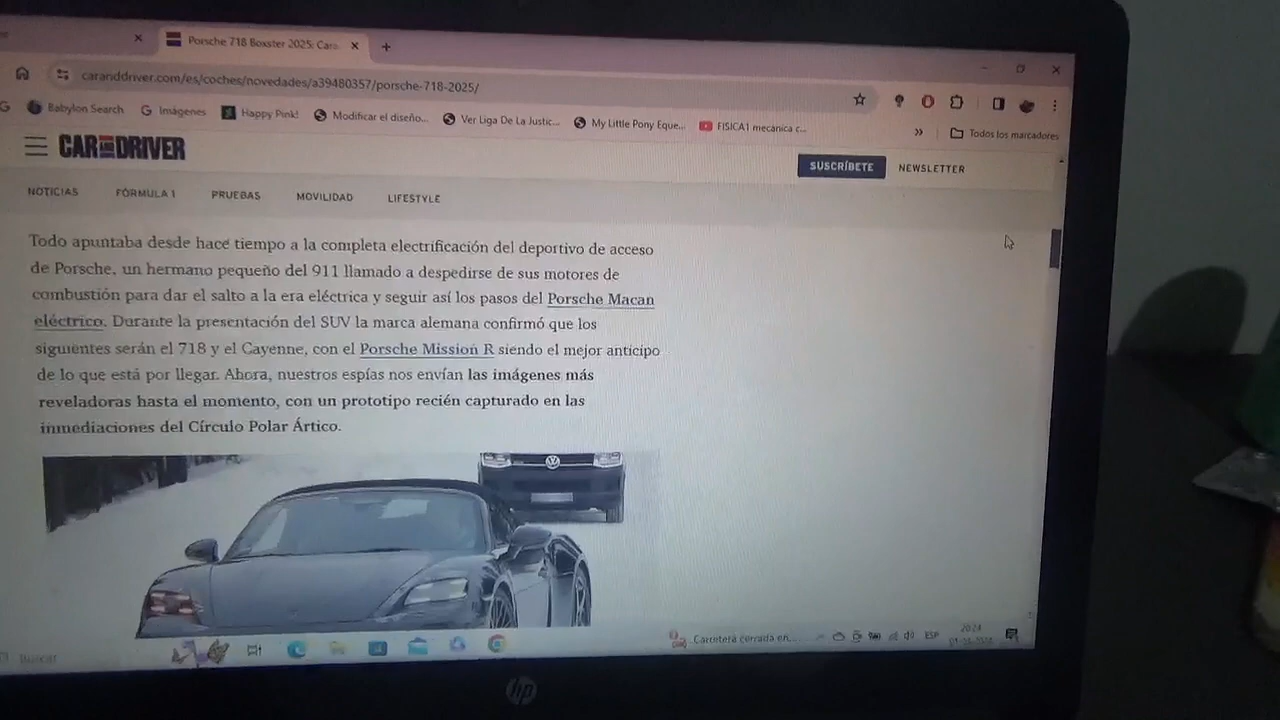 Porsche 718 Boxster 2025: Cara
caranddriver.com/es/coches/novedades/a39480357/porsche-718-2025/
Babylon Search Imágenes Happy Pink! Modificar el diseño... Ver Liga De La Justic... My Little Pony Eque... FISICA1 mecanica c... » Todos los marcadores
CAR AND DRIVER
SUSCRÍBETE NEWSLETTER
NOTICIAS FÓRMULA 1 PRUEBAS MOVILIDAD LIFESTYLE
Todo apuntaba desde hace tiempo a la completa electrificación del deportivo de acceso
de Porsche, un hermano pequeño del 911 llamado a despedirse de sus motores de
combustión para dar el salto a la era eléctrica y seguir así los pasos del Porsche Macan
eléctrico. Durante la presentación del SUV la marca alemana confirmó que los
siguientes serán el 718 y el Cayenne, con el Porsche Mission R siendo el mejor anticipo
de lo que está por llegar. Ahora, nuestros espías nos envían las imágenes más
reveladoras hasta el momento, con un prototipo recién capturado en las
inmediaciones del Círculo Polar Ártico.
Buscar
Carretera cerrada en...
ESP
20:24
hp